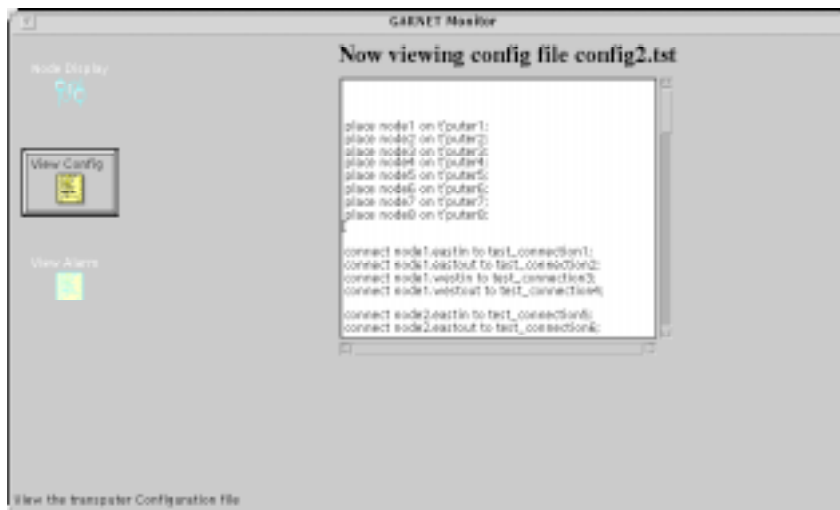 GARNET Monitor
Now viewing config file config2.tst
Node Display
View Config
View Alarm
place node1 on t'puter1;
place node2 on t'puter2;
place node3 on t'puter3;
place node4 on t'puter4;
place node5 on t'puter5;
place node6 on t'puter6;
place node7 on t'puter7;
place node8 on t'puter8;
connect node1.eastin to test_connection1;
connect node1.eastout to test_connection2;
connect node1.westin to test_connection3;
connect node1.westout to test_connection4;
connect node2.eastin to test_connection5;
connect node2.eastout to test_connection6;
View the transputer Configuration file